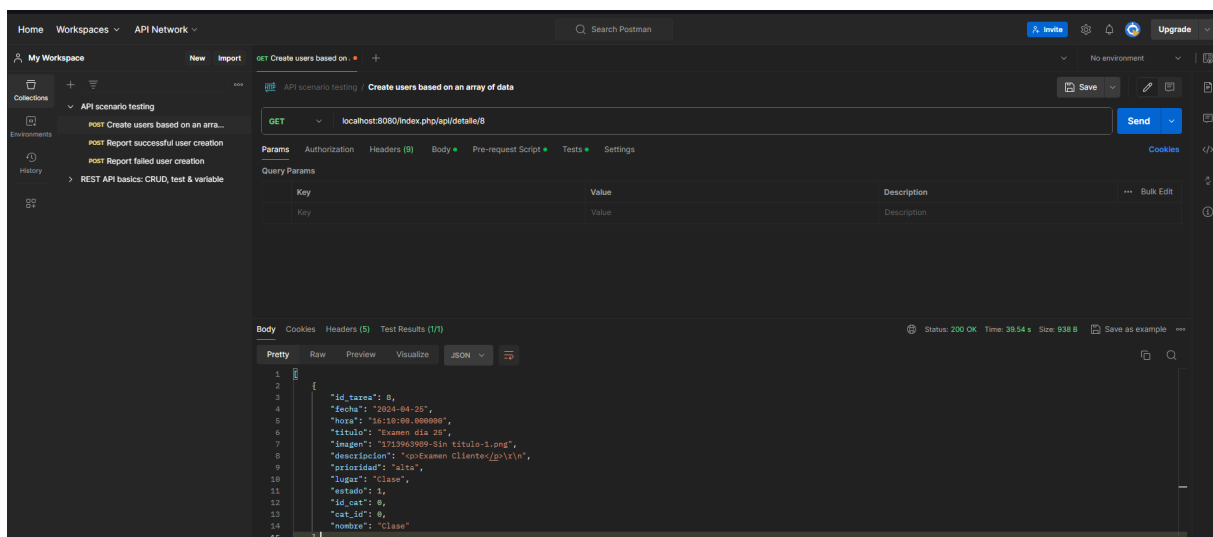 Home Workspaces API Network Search Postman Invite Upgrade
My Workspace New Import GET Create users based on . No environment
Collections
Environments
History
API scenario testing
POST Create users based on an arra...
POST Report successful user creation
POST Report failed user creation
REST API basics: CRUD, test & variable
API scenario testing / Create users based on an array of data Save
GET localhost:8080/index.php/api/detalle/8 Send
Params Authorization Headers (9) Body Pre-request Script Tests Settings Cookies
Query Params
Key Value Description Bulk Edit
Key Value Description
Body Cookies Headers (5) Test Results (1/1) Status: 200 OK Time: 39.54 s Size: 938 B Save as example
Pretty Raw Preview Visualize JSON
1 [
2 {
3 "id_tarea": 8,
4 "fecha": "2024-04-25",
5 "hora": "16:10:00.000000",
6 "titulo": "Examen dia 25",
7 "imagen": "1713963989-Sin título-1.png",
8 "descripcion": "<p>Examen Cliente</p>\r\n",
9 "prioridad": "alta",
10 "lugar": "Clase",
11 "estado": 1,
12 "id_cat": 0,
13 "cat_id": 0,
14 "nombre": "Clase"
15 }